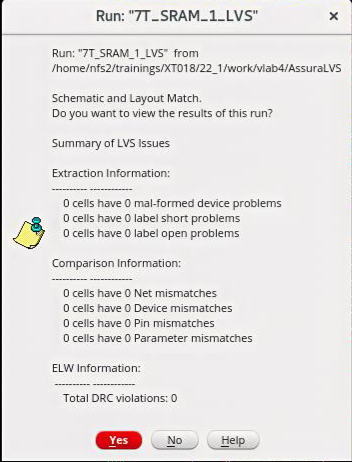 Run: "7T_SRAM_1_LVS"
Run: "7T_SRAM_1_LVS" from
/home/nfs2/trainings/XT018/22_1/work/vlab4/AssuraLVS
Schematic and Layout Match.
Do you want to view the results of this run?
Summary of LVS Issues
Extraction Information:
---------- ------------
0 cells have 0 mal-formed device problems
0 cells have 0 label short problems
0 cells have 0 label open problems
Comparison Information:
---------- ------------
0 cells have 0 Net mismatches
0 cells have 0 Device mismatches
0 cells have 0 Pin mismatches
0 cells have 0 Parameter mismatches
ELW Information:
---------- ------------
Total DRC violations: 0
Yes No Help